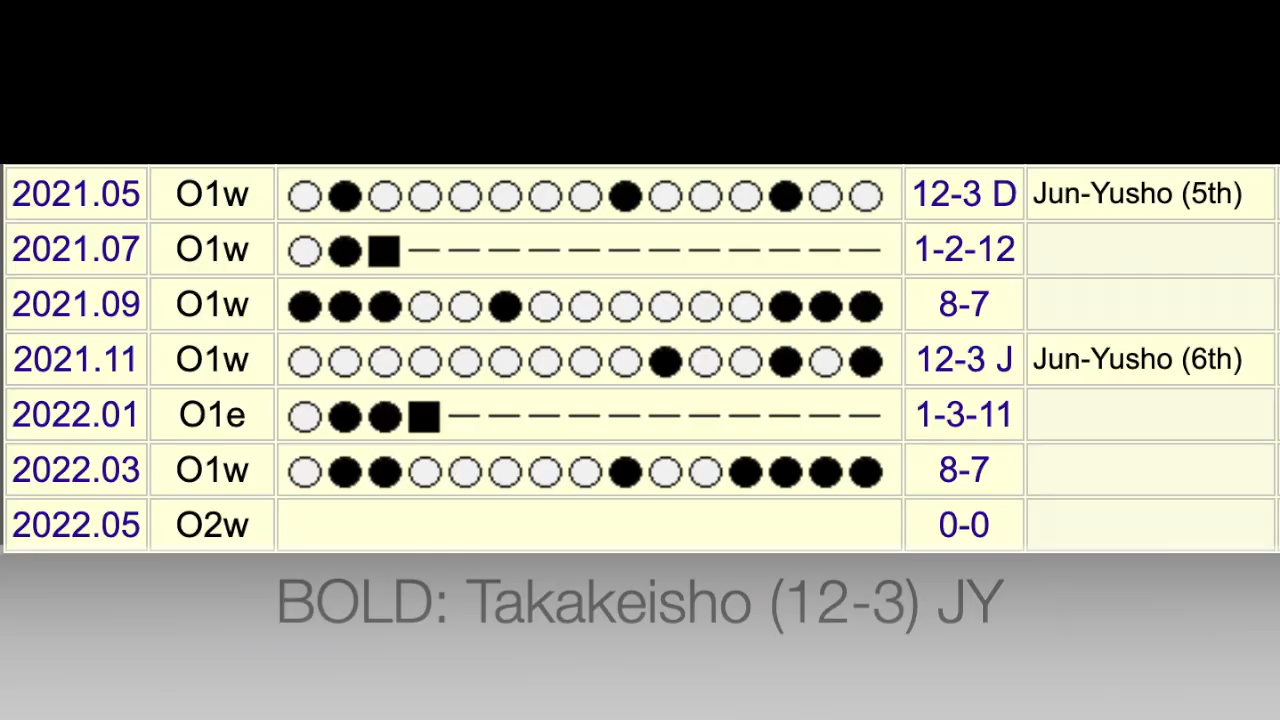 2021.05 O1w 12-3 D Jun-Yusho (5th)
2021.07 O1w 1-2-12
2021.09 O1w 8-7
2021.11 O1w 12-3 J Jun-Yusho (6th)
2022.01 O1e 1-3-11
2022.03 O1w 8-7
2022.05 O2w 0-0
BOLD: Takakeisho (12-3) JY